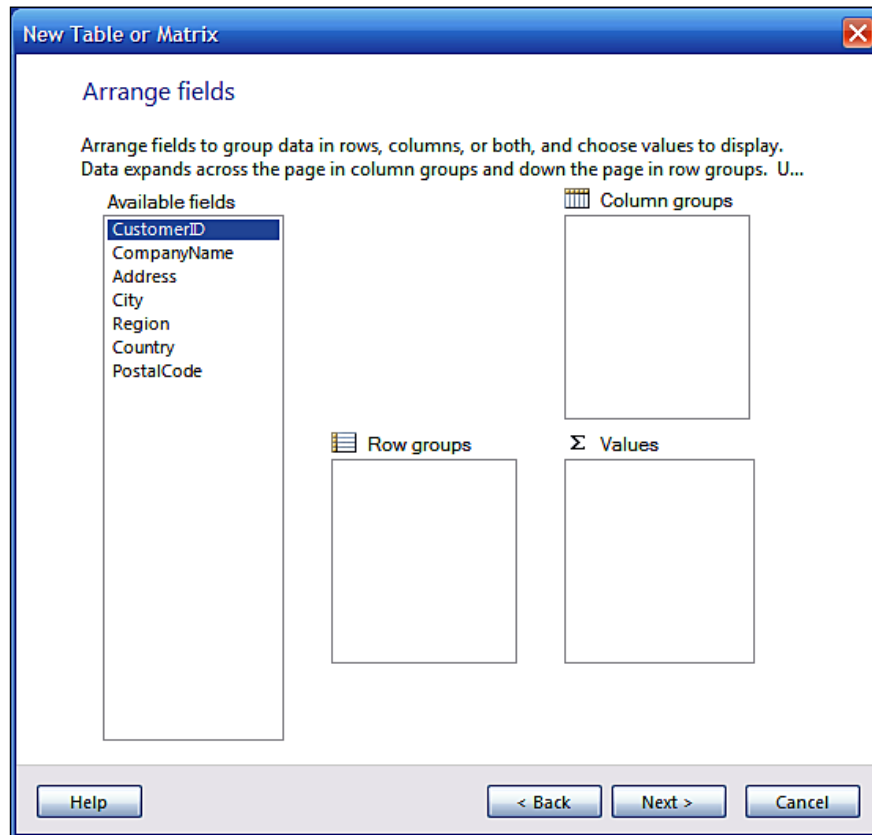 New Table or Matrix
Arrange fields
Arrange fields to group data in rows, columns, or both, and choose values to display.
Data expands across the page in column groups and down the page in row groups. U...
Available fields
Column groups
CustomerID
CompanyName
Address
City
Region
Country
PostalCode
Row groups
Σ Values
Help
< Back
Next >
Cancel